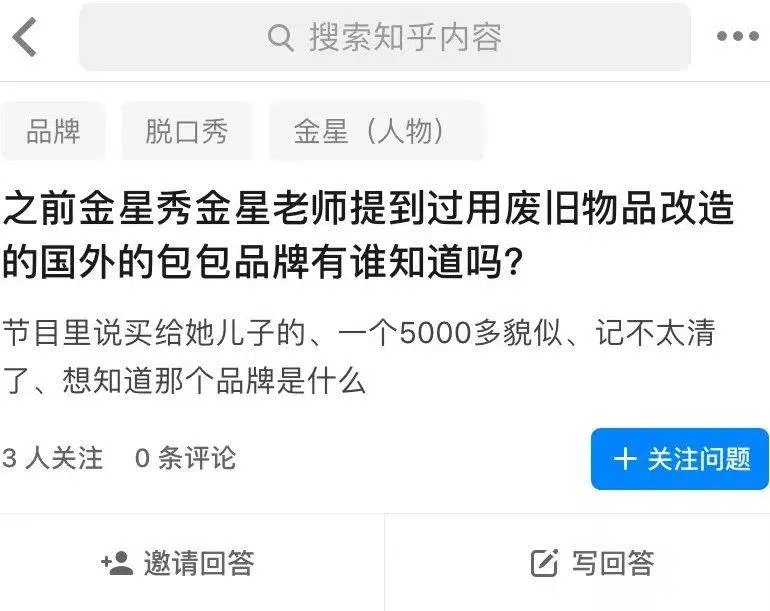 搜索知乎内容
品牌 脱口秀 金星（人物）
之前金星秀金星老师提到过用废旧物品改造
的国外的包包品牌有谁知道吗?
节目里说买给她儿子的、一个5000多貌似、记不太清
了、想知道那个品牌是什么
3 人关注 0 条评论 关注问题
邀请回答 写回答